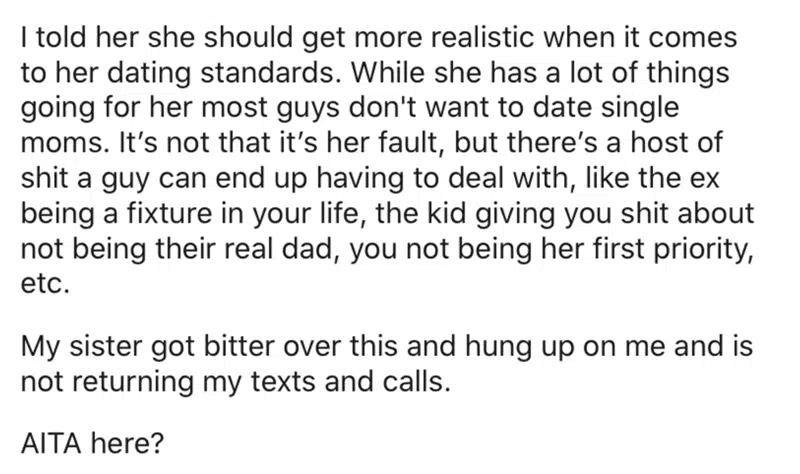 I told her she should get more realistic when it comes
to her dating standards. While she has a lot of things
going for her most guys don't want to date single
moms. It’s not that it’s her fault, but there’s a host of
shit a guy can end up having to deal with, like the ex
being a fixture in your life, the kid giving you shit about
not being their real dad, you not being her first priority,
etc.
My sister got bitter over this and hung up on me and is
not returning my texts and calls.
AITA here?